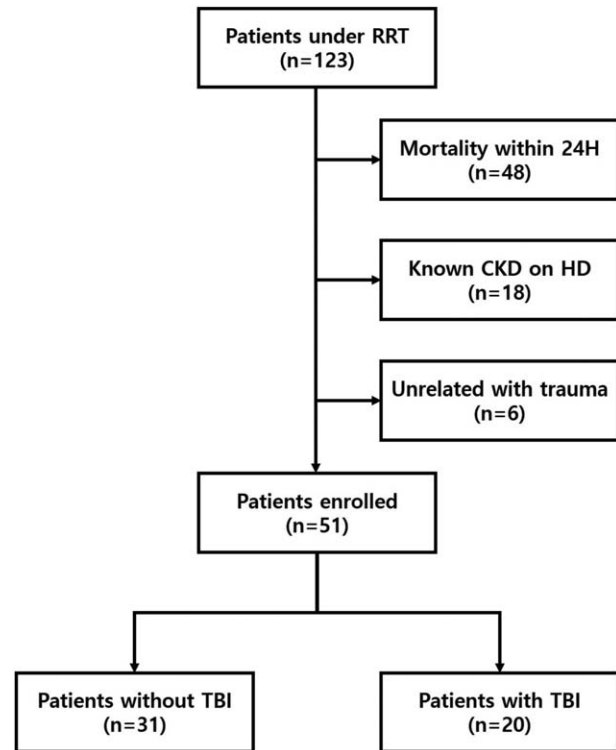 Patients under RRT
(n=123)
Mortality within 24H
(n=48)
Known CKD on HD
(n=18)
Unrelated with trauma
(n=6)
Patients enrolled
(n=51)
Patients without TBI
(n=31)
Patients with TBI
(n=20)